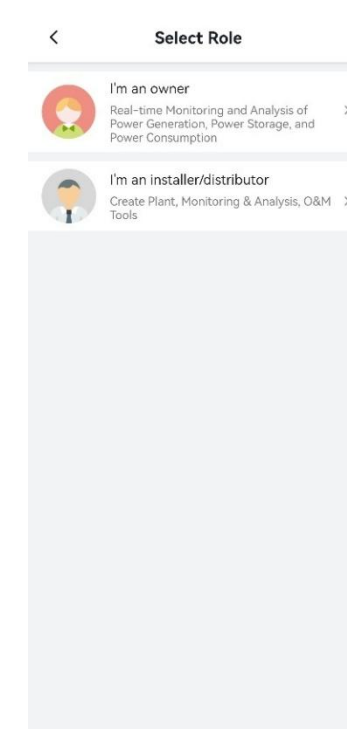 Select Role
I'm an owner
Real-time Monitoring and Analysis of
Power Generation, Power Storage, and
Power Consumption
I'm an installer/distributor
Create Plant, Monitoring & Analysis, O&M
Tools